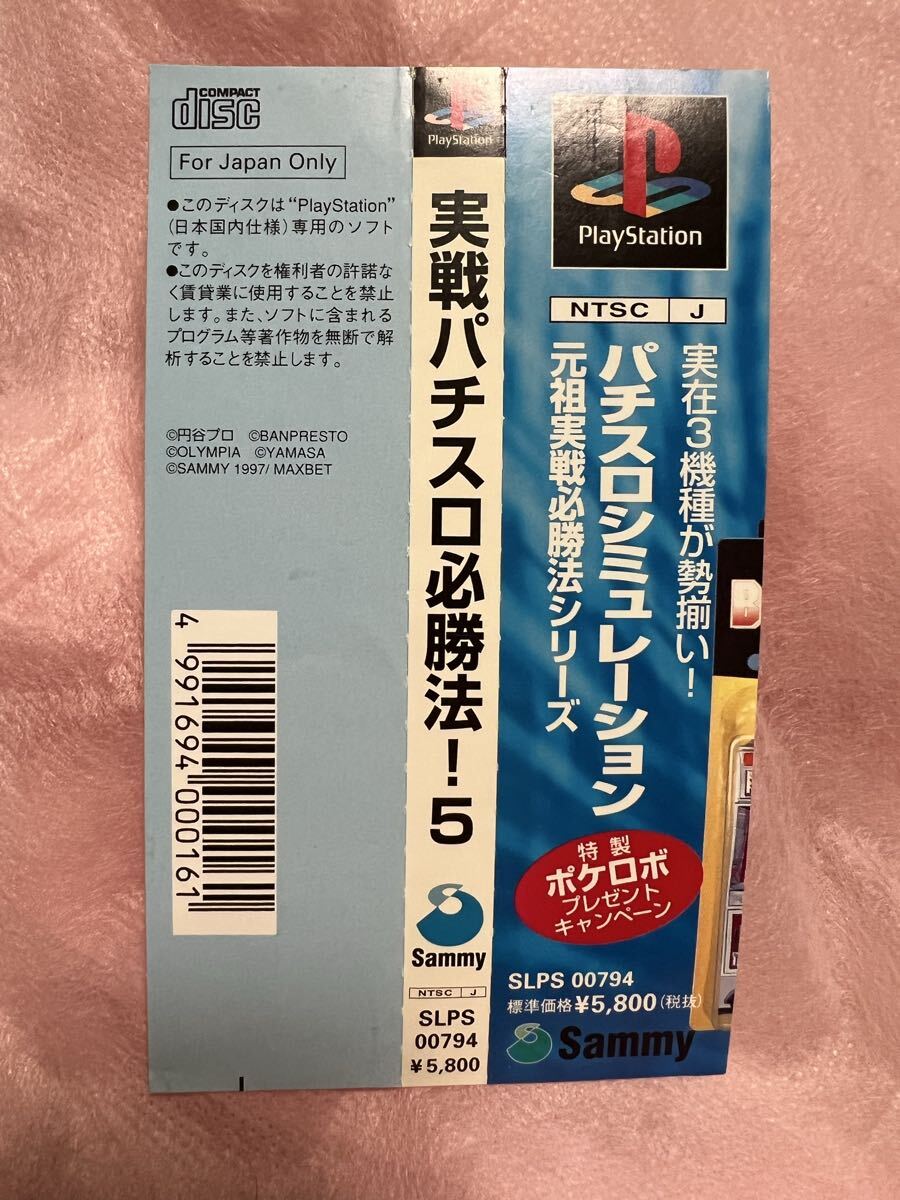 COMPACT
disc
For Japan Only
●このディスクは“PlayStation”
(日本国内仕様)専用のソフト
です。
●このディスクを権利者の許諾な
く賃貸業に使用することを禁止
します。また、ソフトに含まれる
プログラム等著作物を無断で解
析することを禁止します。
©円谷プロ ©BANPRESTO
©OLYMPIA ©YAMASA
©SAMMY 1997/ MAXBET
4 991694 000161
PlayStation
実戦パチスロ必勝法!5
Sammy
NTSC J
SLPS
00794
¥5,800
PlayStation
NTSC J
実在3機種が勢揃い!
パチスロシミュレーション
元祖実戦必勝法シリーズ
特製
ポケロボ
プレゼント
キャンペーン
SLPS 00794
標準価格¥5,800(税抜)
Sammy